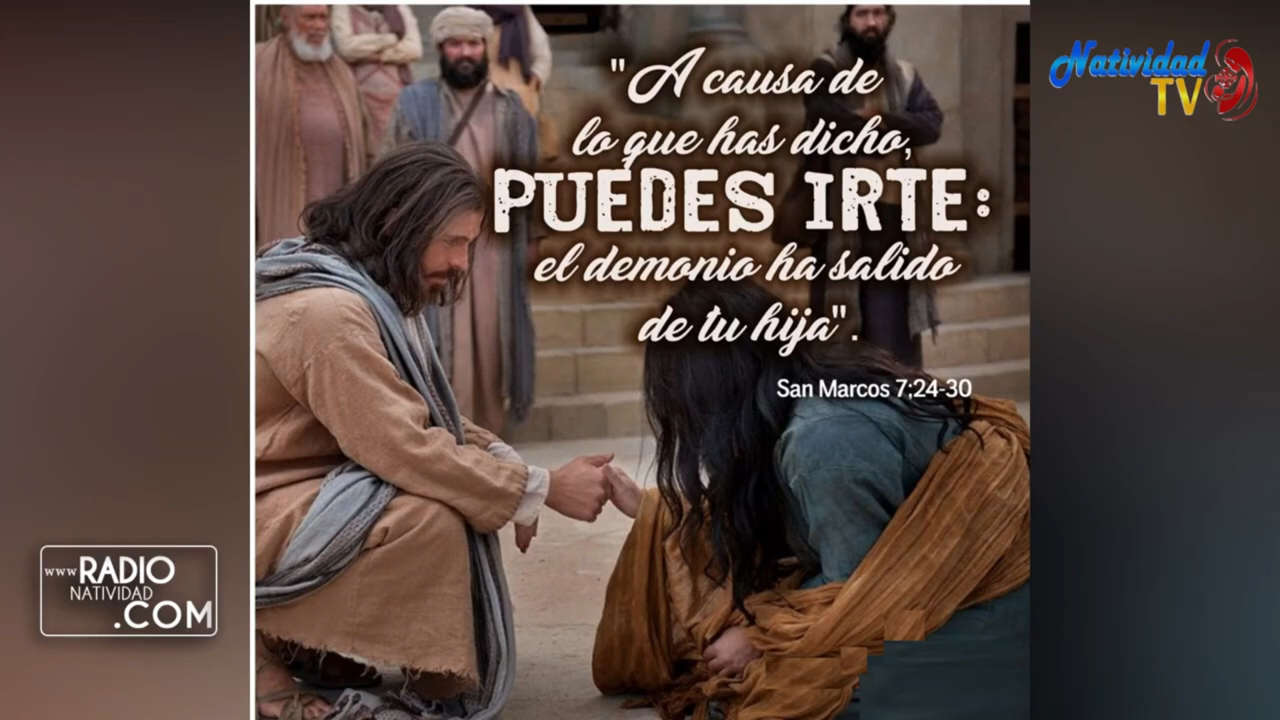 "A causa de
lo que has dicho,
PUEDES IRTE:
el demonio ha salido
de tu hija".
San Marcos 7;24-30
Natividad
TV
www RADIO
NATIVIDAD
.COM